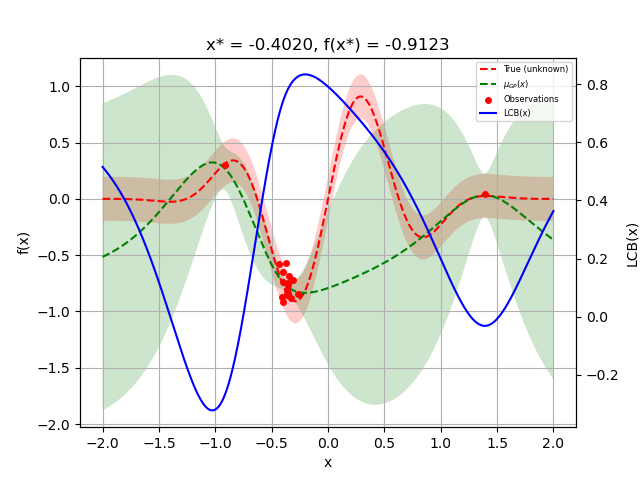 x* = -0.4020, f(x*) = -0.9123
True (unknown)
μGP(x)
Observations
LCB(x)
1.0
0.5
0.0
−0.5
−1.0
−1.5
−2.0
f(x)
0.8
0.6
0.4
0.2
0.0
−0.2
LCB(x)
−2.0 −1.5 −1.0 −0.5 0.0 0.5 1.0 1.5 2.0
x